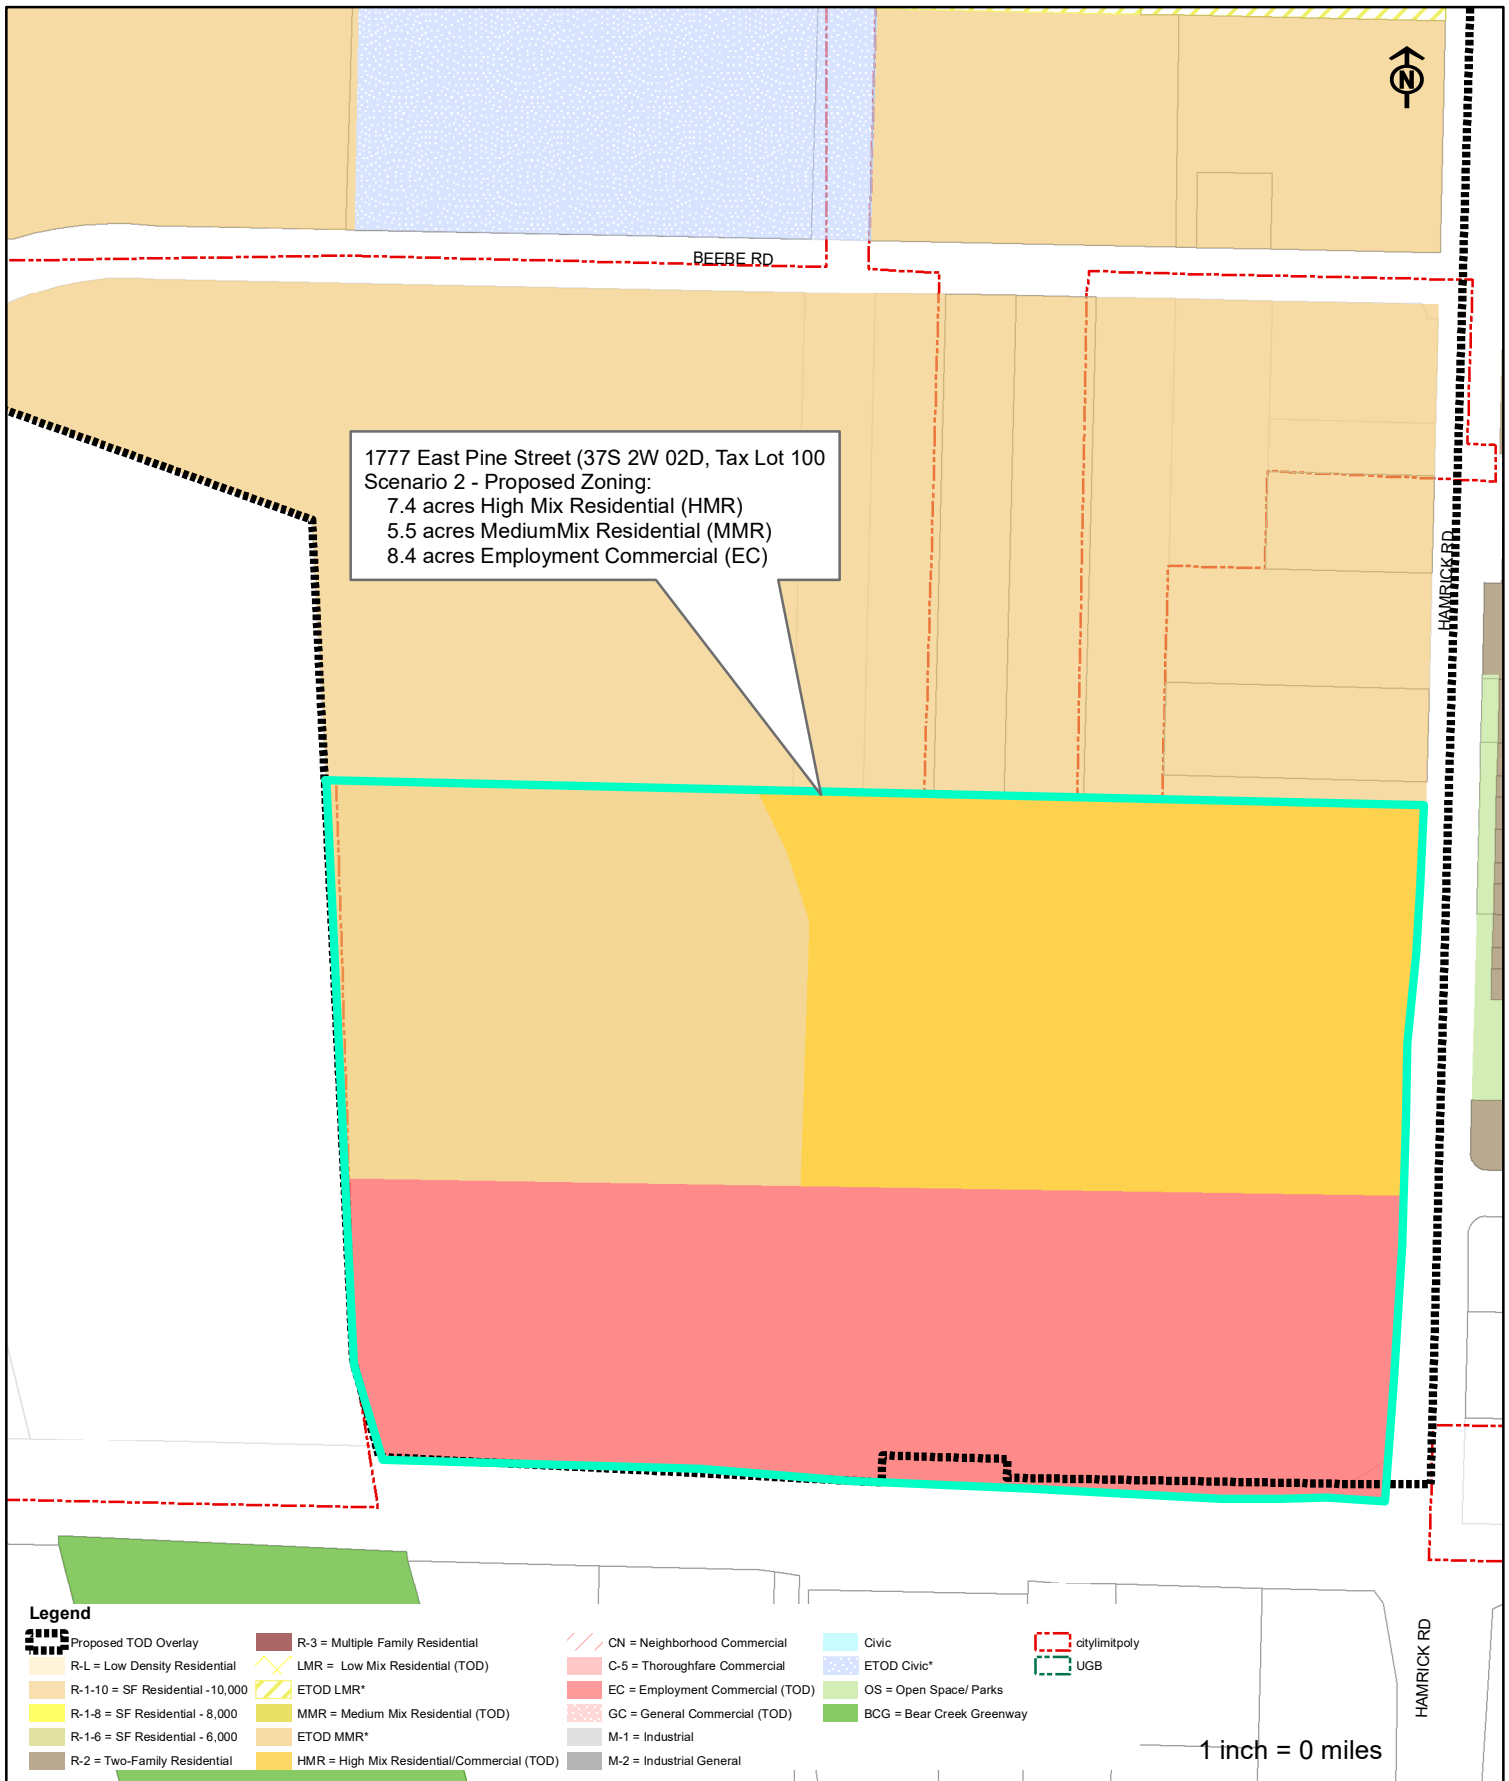 N
BEEBE RD
1777 East Pine Street (37S 2W 02D, Tax Lot 100
Scenario 2 - Proposed Zoning:
7.4 acres High Mix Residential (HMR)
5.5 acres MediumMix Residential (MMR)
8.4 acres Employment Commercial (EC)
HAMRICK RD
HAMRICK RD
Legend
Proposed TOD Overlay
R-L = Low Density Residential
R-1-10 = SF Residential -10,000
R-1-8 = SF Residential - 8,000
R-1-6 = SF Residential - 6,000
R-2 = Two-Family Residential
R-3 = Multiple Family Residential
LMR = Low Mix Residential (TOD)
ETOD LMR*
MMR = Medium Mix Residential (TOD)
ETOD MMR*
HMR = High Mix Residential/Commercial (TOD)
CN = Neighborhood Commercial
C-5 = Thoroughfare Commercial
EC = Employment Commercial (TOD)
GC = General Commercial (TOD)
M-1 = Industrial
M-2 = Industrial General
Civic
ETOD Civic*
OS = Open Space/ Parks
BCG = Bear Creek Greenway
citylimitpoly
UGB
1 inch = 0 miles